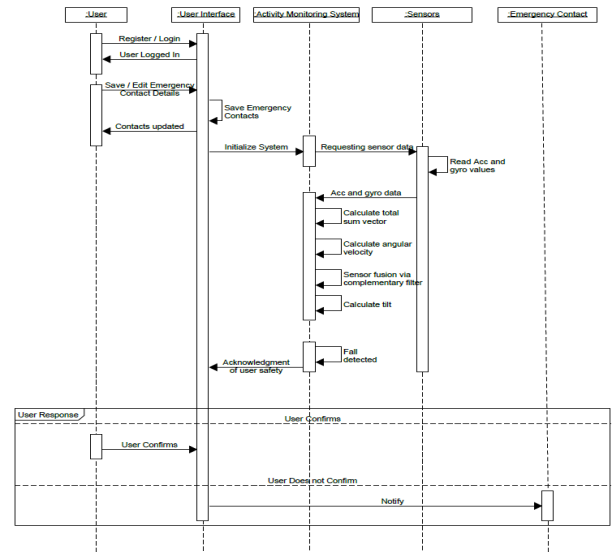 :User
:User Interface
:Activity Monitoring System
:Sensors
:Emergency Contact
Register / Login
User Logged In
Save / Edit Emergency
Contact Details
Save Emergency
Contacts
Contacts updated
Initialize System
Requesting sensor data
Read Acc and
gyro values
Acc and gyro data
Calculate total
sum vector
Calculate angular
velocity
Sensor fusion via
complementary filter
Calculate tilt
Fall
detected
Acknowledgment
of user safety
User Response
User Confirms
User Confirms
User Does not Confirm
Notify